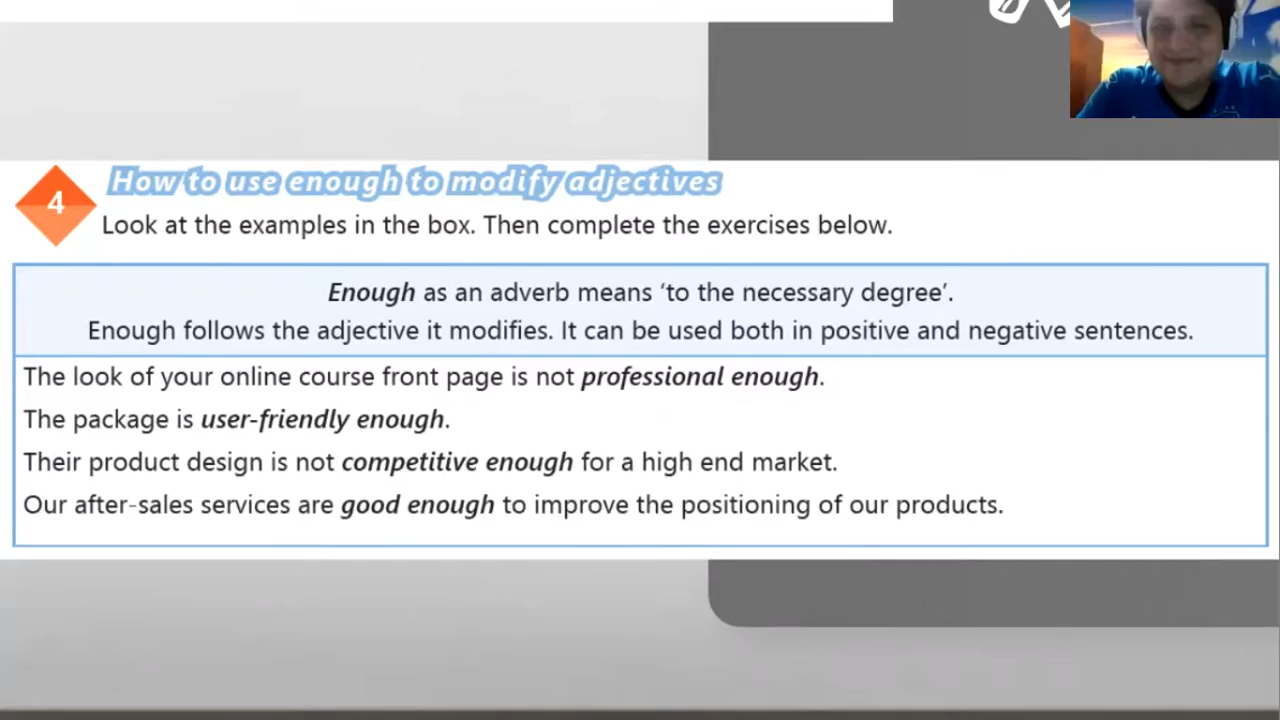 How to use enough to modify adjectives
4
Look at the examples in the box. Then complete the exercises below.
Enough as an adverb means ‘to the necessary degree’.
Enough follows the adjective it modifies. It can be used both in positive and negative sentences.
The look of your online course front page is not professional enough.
The package is user-friendly enough.
Their product design is not competitive enough for a high end market.
Our after-sales services are good enough to improve the positioning of our products.